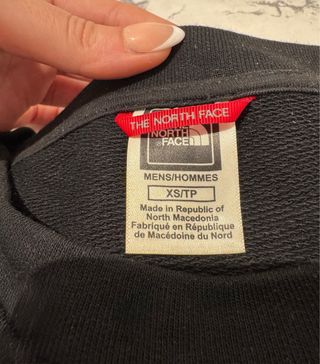 THE NORTH FACE
NORTH
FACE
MENS/HOMMES
XS/TP
Made in Republic of
North Macedonia
Fabriqué en République
de Macédoine du Nord